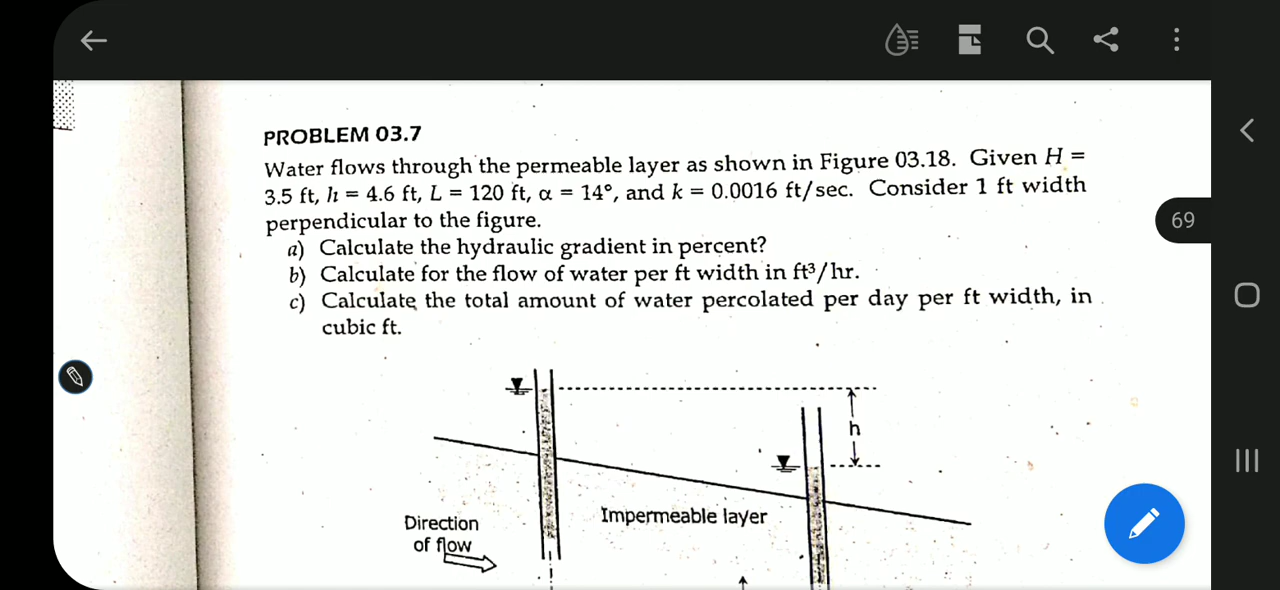 PROBLEM 03.7
Water flows through the permeable layer as shown in Figure 03.18. Given H =
3.5 ft, h = 4.6 ft, L = 120 ft, α = 14°, and k = 0.0016 ft/sec. Consider 1 ft width
perpendicular to the figure.
69
a) Calculate the hydraulic gradient in percent?
b) Calculate for the flow of water per ft width in ft³/hr.
c) Calculate the total amount of water percolated per day per ft width, in
cubic ft.
h
Impermeable layer
Direction
of flow